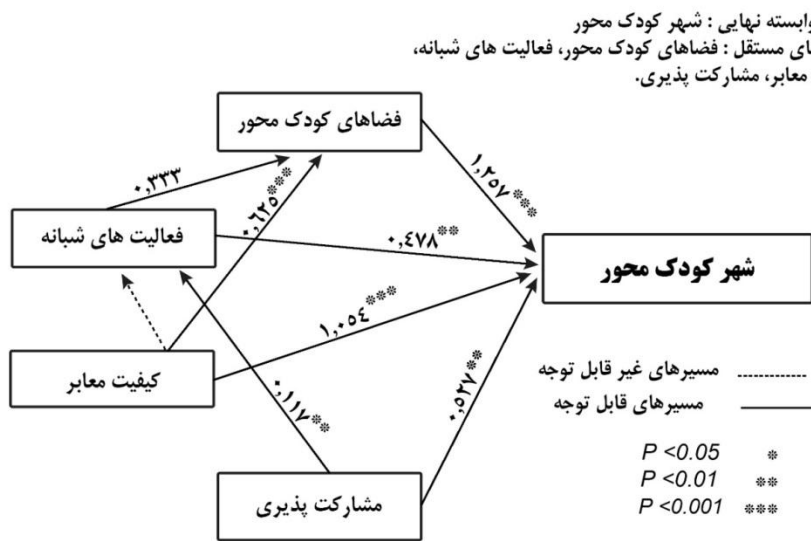 وابسته نهایی : شهر کودک محور
های مستقل : فضاهای کودک محور، فعالیت های شبانه،
معابر، مشارکت پذیری.
فضاهای کودک محور
۰,۳۳۳
۰,۶۲۵***
۱,۲۵۷***
فعالیت های شبانه
۰,٤۷۸**
شهر کودک محور
۱,۰۵٤***
کیفیت معابر
۰,۱۱۷**
۰,۵۲۷**
مشارکت پذیری
مسیرهای غیر قابل توجه
مسیرهای قابل توجه
P <0.05 *
P <0.01 **
P <0.001 ***